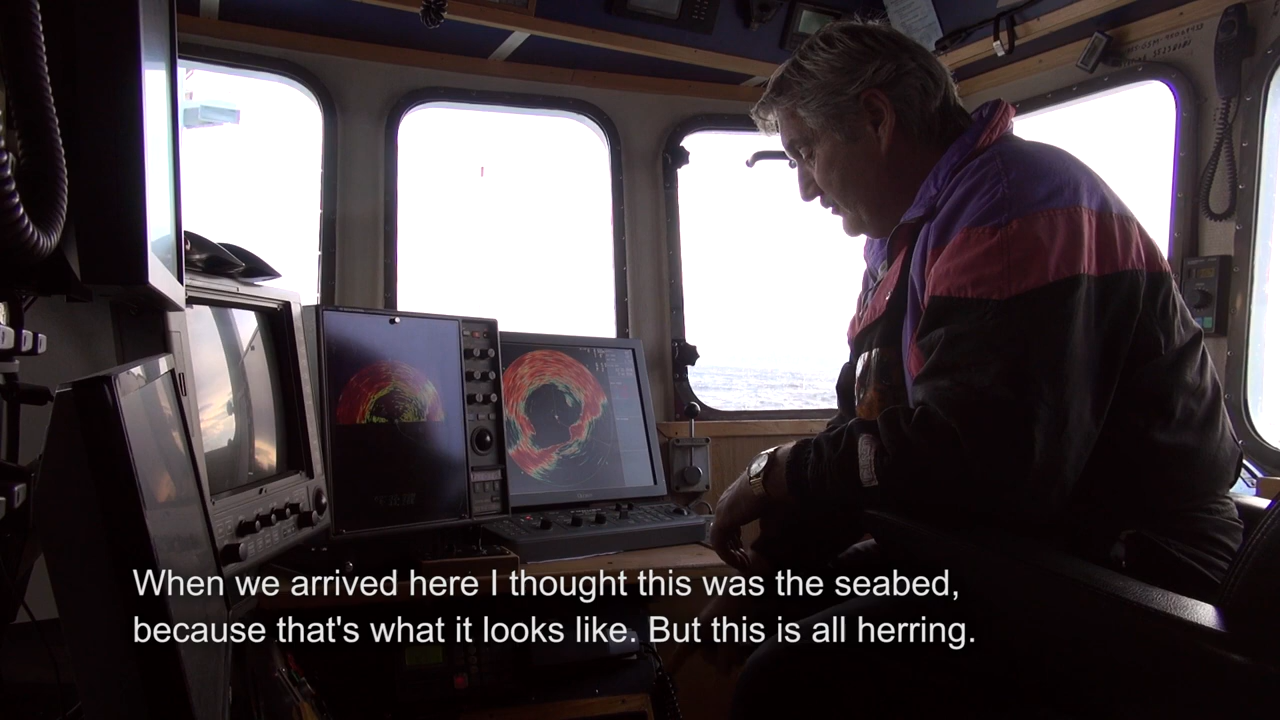 When we arrived here I thought this was the seabed,
because that's what it looks like. But this is all herring.